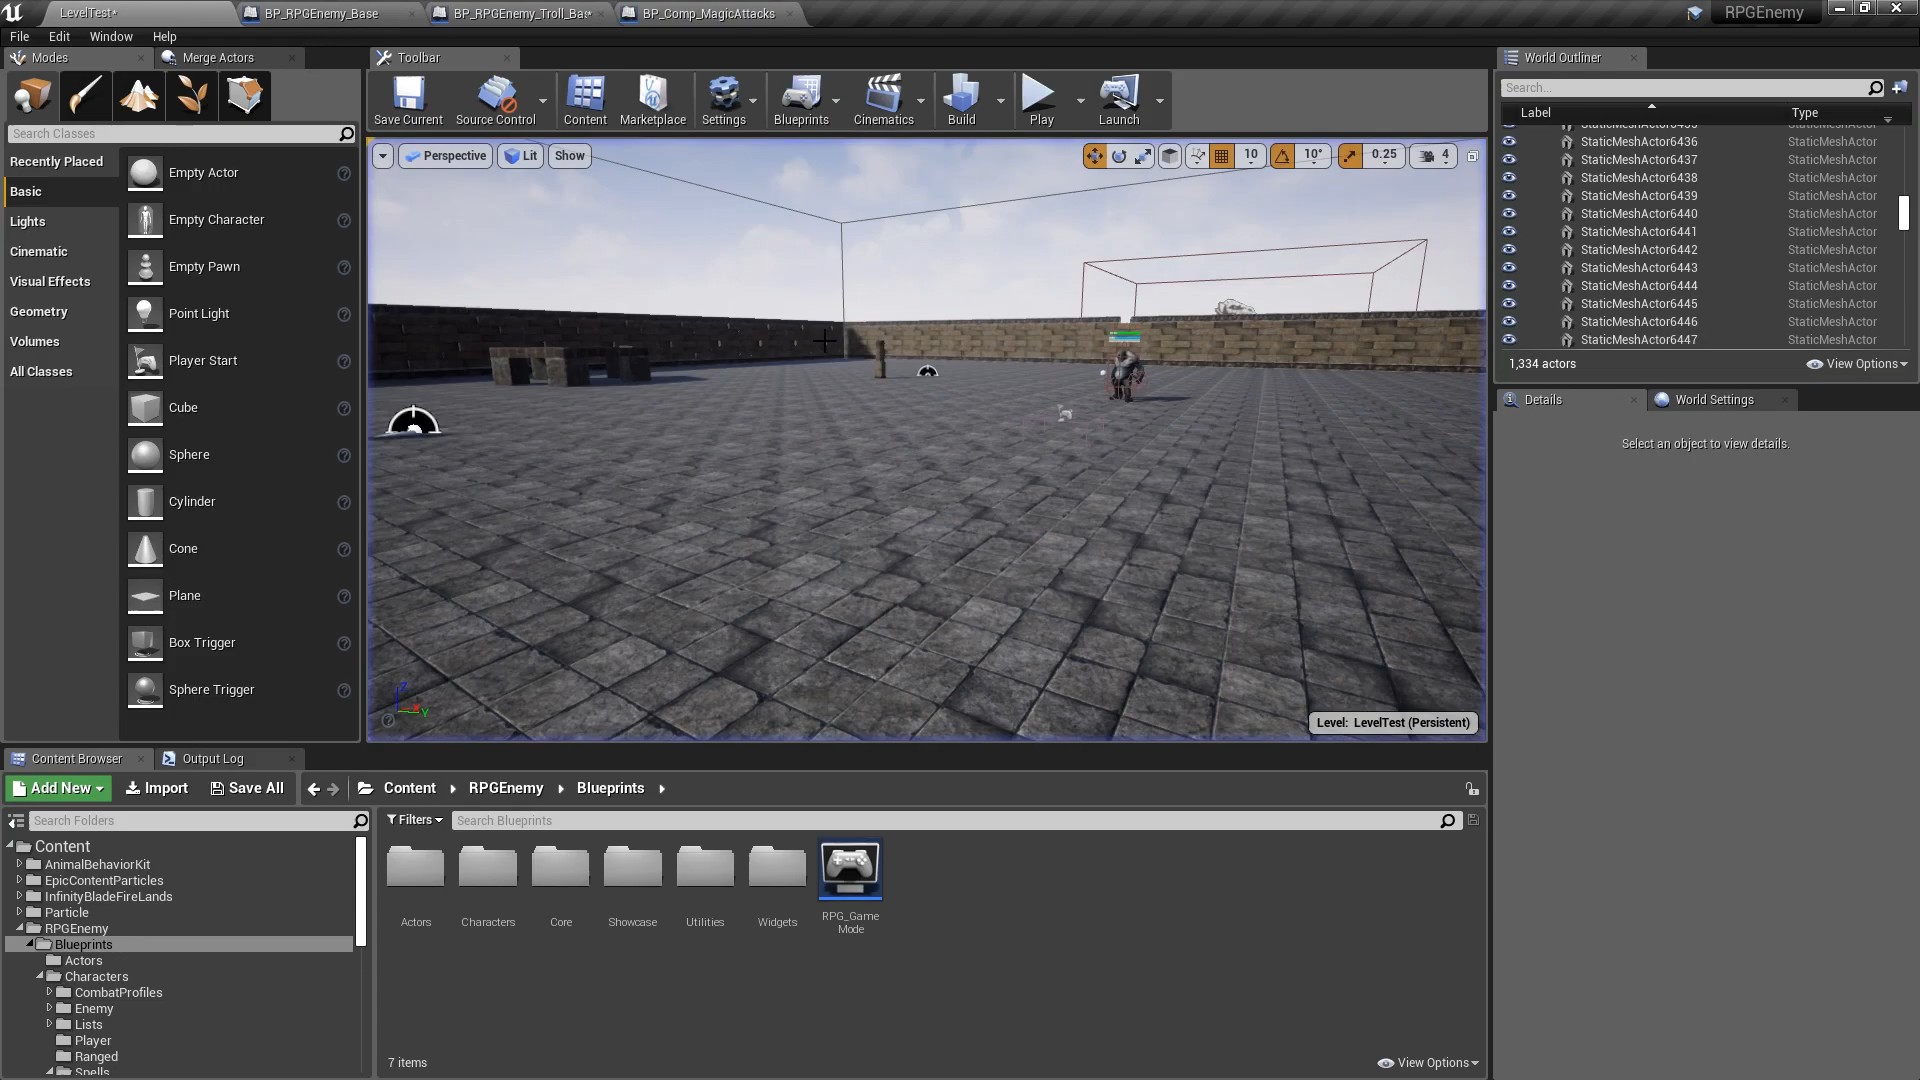 LevelTest*
BP_RPGEnemy_Base
BP_RPGEnemy_Troll_Bas*
BP_Comp_MagicAttacks
RPGEnemy
File
Edit
Window
Help
Modes
Merge Actors
Toolbar
World Outliner
Save Current
Source Control
Content
Marketplace
Settings
Blueprints
Cinematics
Build
Play
Launch
Search...
Label
Type
Search Classes
Recently Placed
Basic
Lights
Cinematic
Visual Effects
Geometry
Volumes
All Classes
Empty Actor
Empty Character
Empty Pawn
Point Light
Player Start
Cube
Sphere
Cylinder
Cone
Plane
Box Trigger
Sphere Trigger
Perspective
Lit
Show
10
10°
0.25
4
Z
X
Y
Level: LevelTest (Persistent)
StaticMeshActor6436 StaticMeshActor
StaticMeshActor6437 StaticMeshActor
StaticMeshActor6438 StaticMeshActor
StaticMeshActor6439 StaticMeshActor
StaticMeshActor6440 StaticMeshActor
StaticMeshActor6441 StaticMeshActor
StaticMeshActor6442 StaticMeshActor
StaticMeshActor6443 StaticMeshActor
StaticMeshActor6444 StaticMeshActor
StaticMeshActor6445 StaticMeshActor
StaticMeshActor6446 StaticMeshActor
StaticMeshActor6447 StaticMeshActor
1,334 actors
View Options
Details
World Settings
Select an object to view details.
Content Browser
Output Log
Add New
Import
Save All
Content
RPGEnemy
Blueprints
Search Folders
Filters
Search Blueprints
Content
AnimalBehaviorKit
EpicContentParticles
InfinityBladeFireLands
Particle
RPGEnemy
Blueprints
Actors
Characters
CombatProfiles
Enemy
Lists
Player
Ranged
Spells
Actors
Characters
Core
Showcase
Utilities
Widgets
RPG_Game
Mode
7 items
View Options